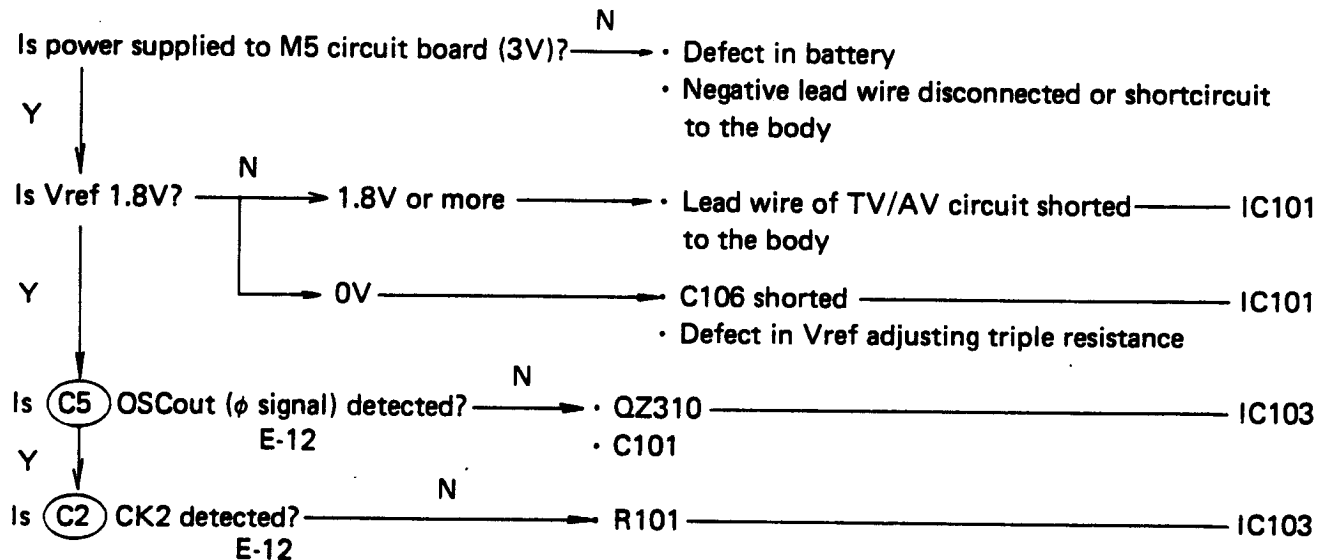 N
Is power supplied to M5 circuit board (3V)?
· Defect in battery
· Negative lead wire disconnected or shortcircuit
to the body
Y
N
Is Vref 1.8V?
1.8V or more
· Lead wire of TV/AV circuit shorted
IC101
to the body
Y
0V
· C106 shorted
IC101
· Defect in Vref adjusting triple resistance
N
Is C5 OSCout (ϕ signal) detected?
· QZ310
IC103
E-12
· C101
Y
N
Is C2 CK2 detected?
· R101
IC103
E-12